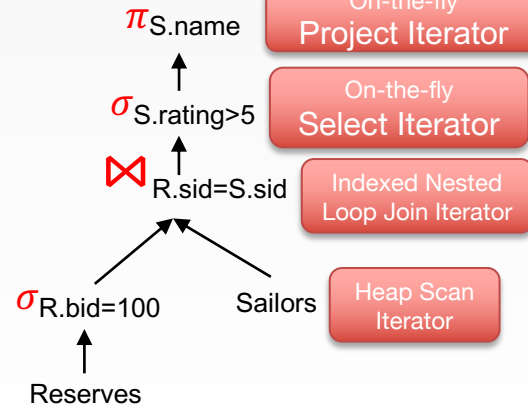 On-the-fly
πS.name
Project Iterator
On-the-fly
σS.rating>5
Select Iterator
⋈ R.sid=S.sid
Indexed Nested
Loop Join Iterator
σR.bid=100
Sailors
Heap Scan
Iterator
Reserves